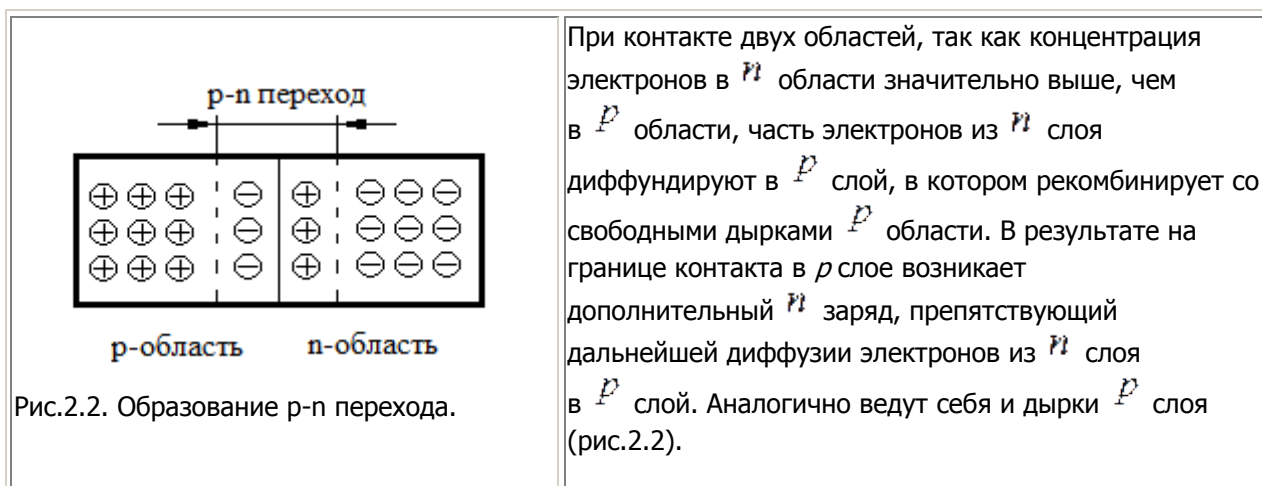 p-n переход
p-область n-область
Рис.2.2. Образование p-n перехода.
При контакте двух областей, так как концентрация
электронов в n области значительно выше, чем
в p области, часть электронов из n слоя
диффундируют в p слой, в котором рекомбинирует со
свободными дырками p области. В результате на
границе контакта в p слое возникает
дополнительный n заряд, препятствующий
дальнейшей диффузии электронов из n слоя
в p слой. Аналогично ведут себя и дырки p слоя
(рис.2.2).